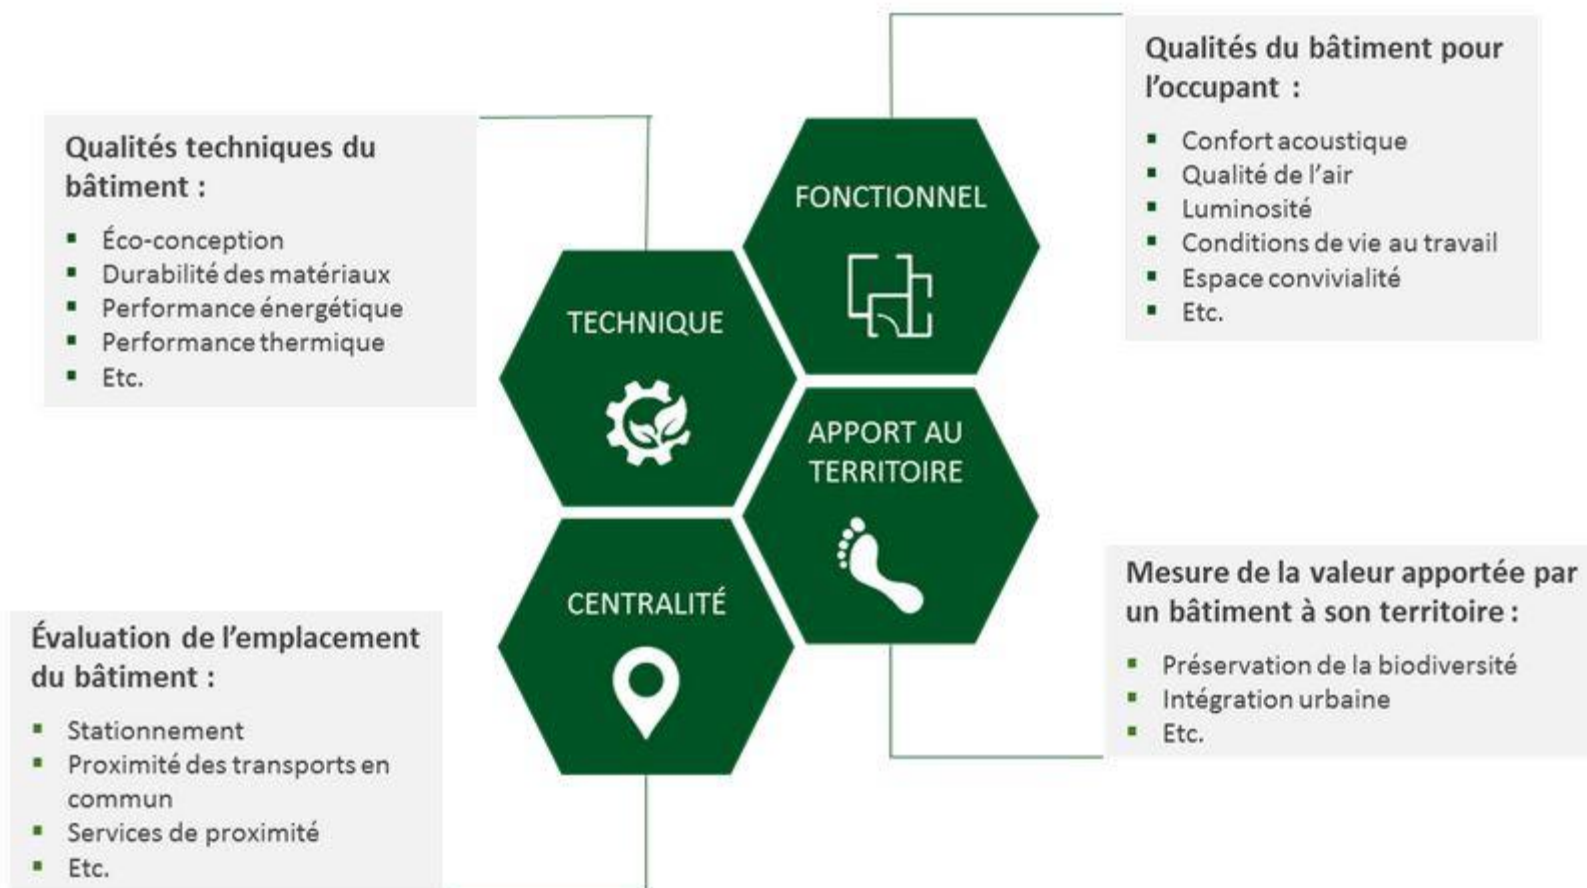 Qualités techniques du
bâtiment :
▪ Éco-conception
▪ Durabilité des matériaux
▪ Performance énergétique
▪ Performance thermique
▪ Etc.
FONCTIONNEL
Qualités du bâtiment pour
l’occupant :
▪ Confort acoustique
▪ Qualité de l’air
▪ Luminosité
▪ Conditions de vie au travail
▪ Espace convivialité
▪ Etc.
TECHNIQUE
APPORT AU
TERRITOIRE
CENTRALITÉ
Évaluation de l’emplacement
du bâtiment :
▪ Stationnement
▪ Proximité des transports en
commun
▪ Services de proximité
▪ Etc.
Mesure de la valeur apportée par
un bâtiment à son territoire :
▪ Préservation de la biodiversité
▪ Intégration urbaine
▪ Etc.